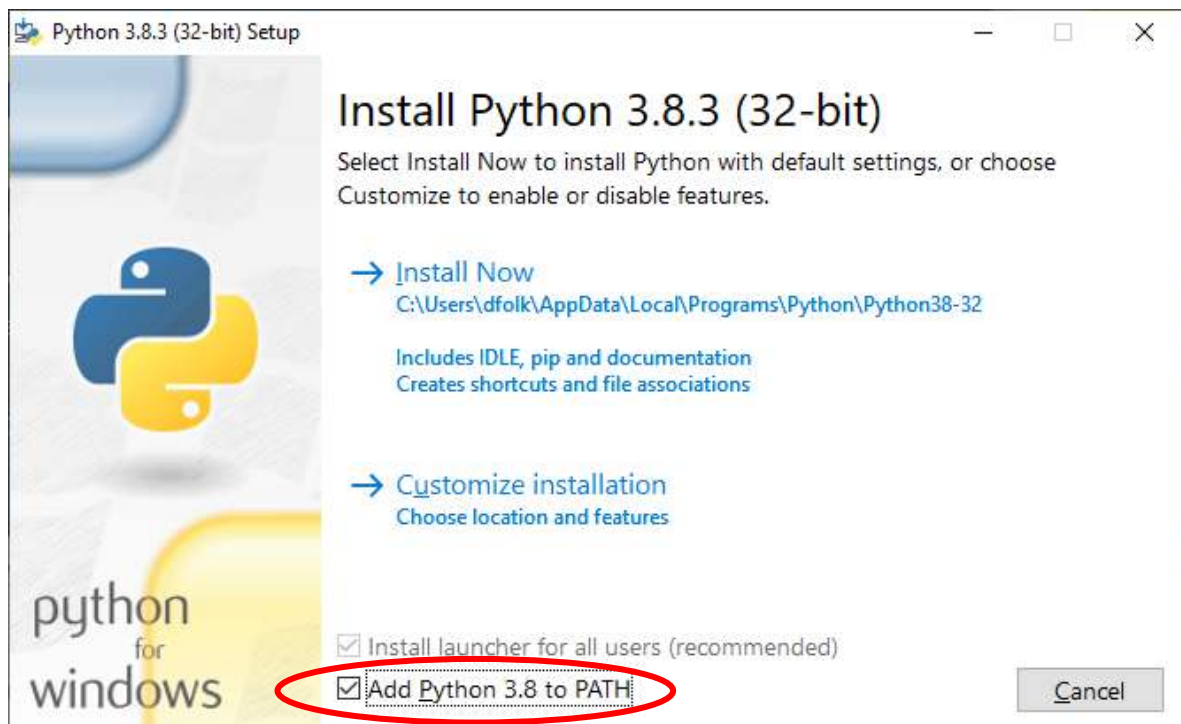 Python 3.8.3 (32-bit) Setup
Install Python 3.8.3 (32-bit)
Select Install Now to install Python with default settings, or choose
Customize to enable or disable features.
Install Now
C:\Users\dfolk\AppData\Local\Programs\Python\Python38-32
Includes IDLE, pip and documentation
Creates shortcuts and file associations
Customize installation
Choose location and features
python
for
windows
Install launcher for all users (recommended)
Add Python 3.8 to PATH
Cancel